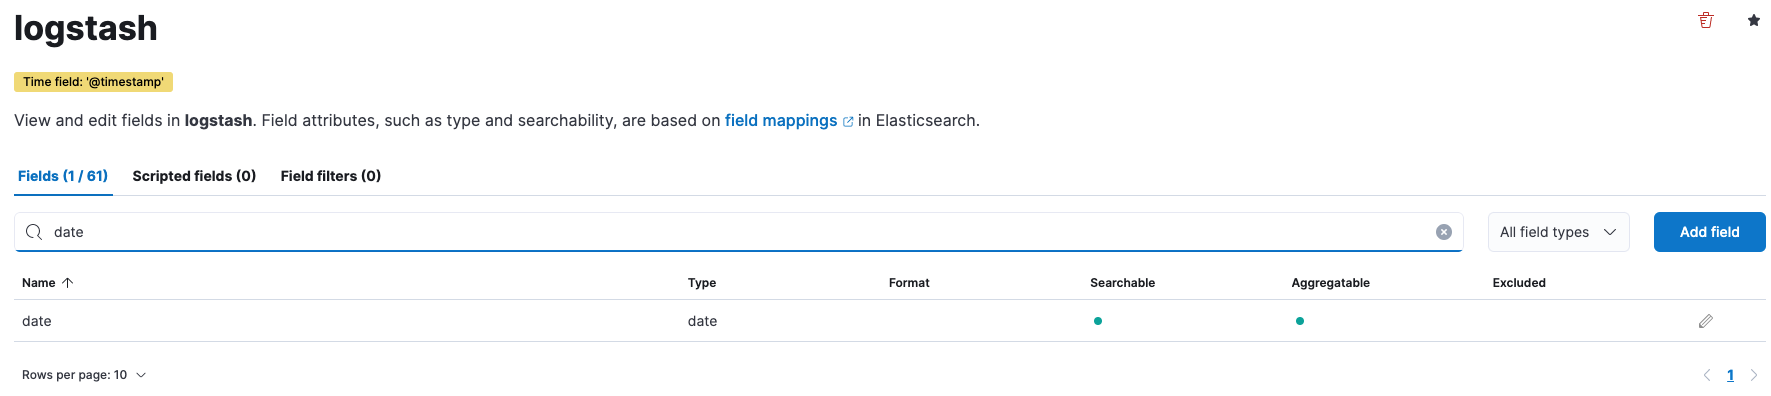 logstash
Time field: '@timestamp'
View and edit fields in logstash. Field attributes, such as type and searchability, are based on field mappings in Elasticsearch.
Fields (1 / 61) Scripted fields (0) Field filters (0)
date All field types Add field
Name Type Format Searchable Aggregatable Excluded
date date
Rows per page: 10 1